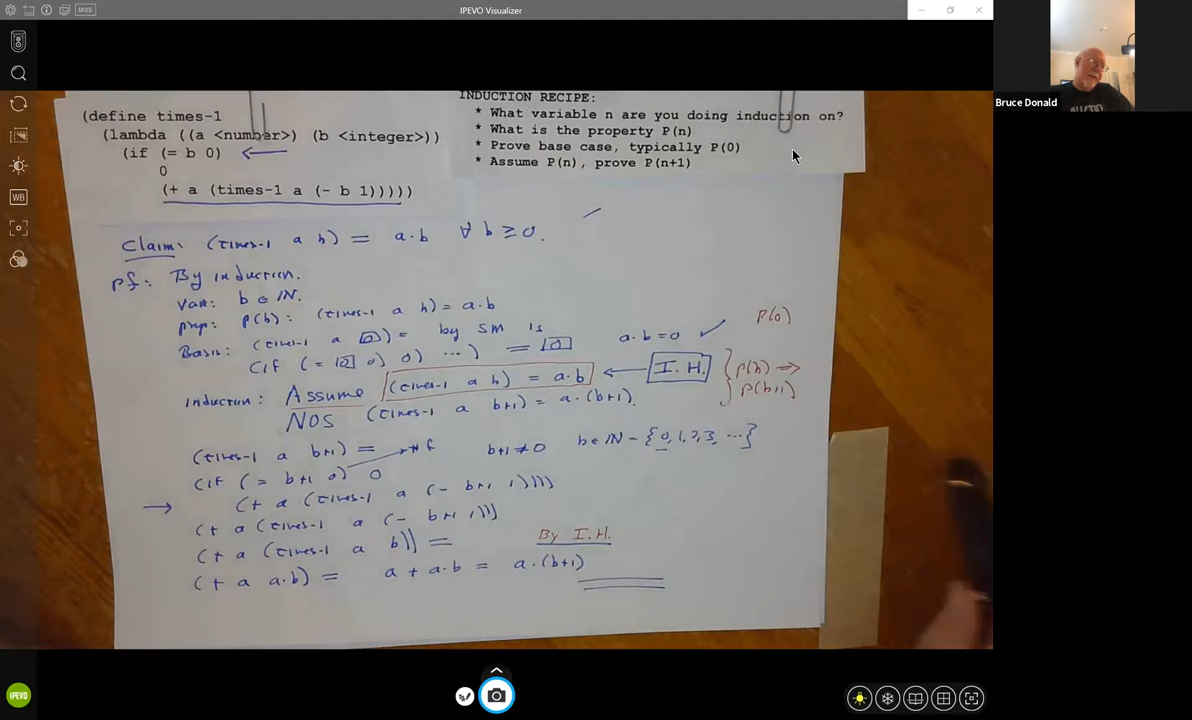 IPEVO Visualizer
MODE
WB
Bruce Donald
(define times-1
(lambda ((a <number>) (b <integer>))
(if (= b 0)
0
(+ a (times-1 a (- b 1)))))
INDUCTION RECIPE:
* What variable n are you doing induction on?
* What is the property P(n)
* Prove base case, typically P(0)
* Assume P(n), prove P(n+1)
Claim: (times-1 a b) = a·b ∀ b ≥ 0.
pf: By induction.
Var: b ∈ IN.
prop: P(b): (times-1 a b) = a·b
Basis: (times-1 a 0) = by SM is a·b = 0 ✓ P(0)
(if (= 0 0) 0) ...) = 0
Induction: Assume (times-1 a b) = a·b ← I.H. } P(b) ⇒ P(b+1)
NOS (times-1 a b+1) = a·(b+1).
(times-1 a b+1) = #f b+1≠0 b ∈ IN = {0, 1, 2, 3, ...}
(if (= b+1 0) 0
→ (+ a (times-1 a (- b+1 1))))
(+ a (times-1 a (- b+1 1)))
(+ a (times-1 a b)) = By I.H.
(+ a a·b) = a + a·b = a·(b+1)
IPEVO